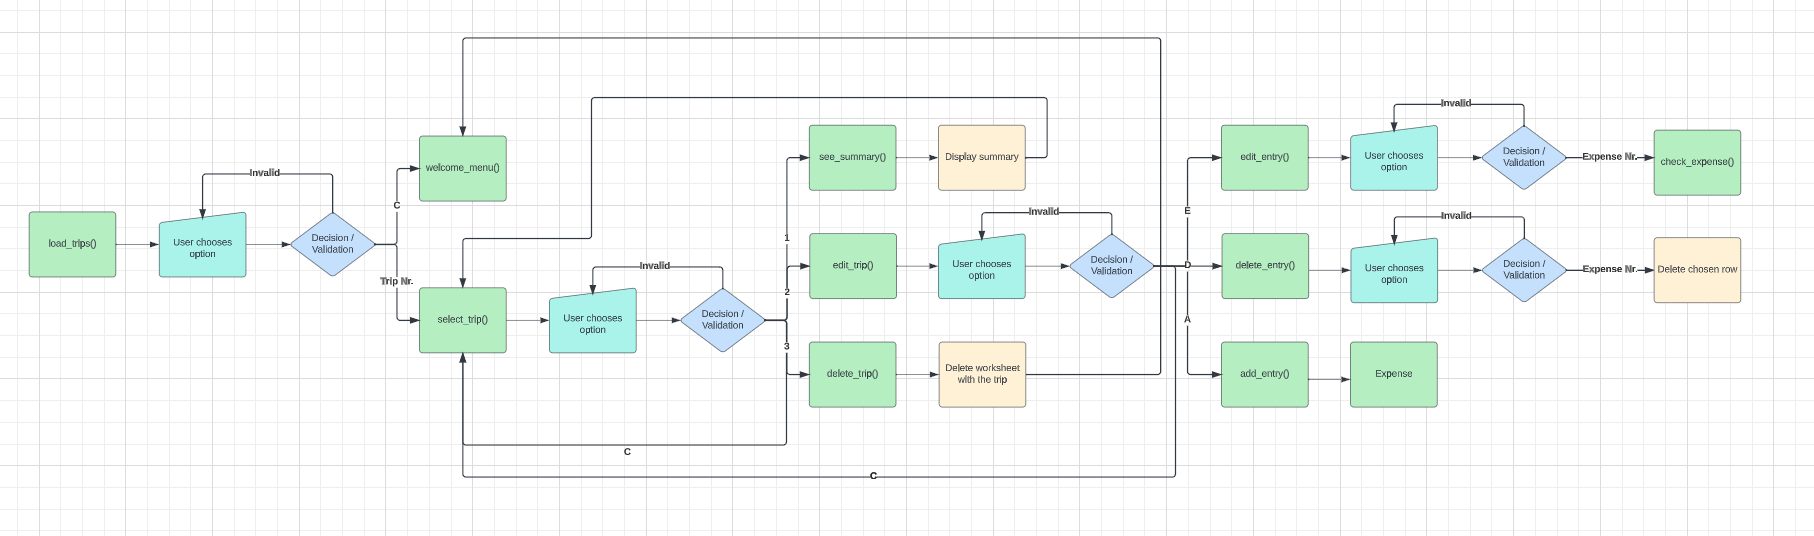 load_trips()
Invalid
User chooses
option
Decision /
Validation
C
Trip Nr.
welcome_menu()
select_trip()
Invalid
User chooses
option
Decision /
Validation
1
2
3
C
see_summary()
Display summary
edit_trip()
Invalid
User chooses
option
Decision /
Validation
delete_trip()
Delete worksheet
with the trip
C
E
D
A
edit_entry()
Invalid
User chooses
option
Decision /
Validation
Expense Nr.
check_expense()
delete_entry()
Invalid
User chooses
option
Decision /
Validation
Expense Nr.
Delete chosen row
add_entry()
Expense